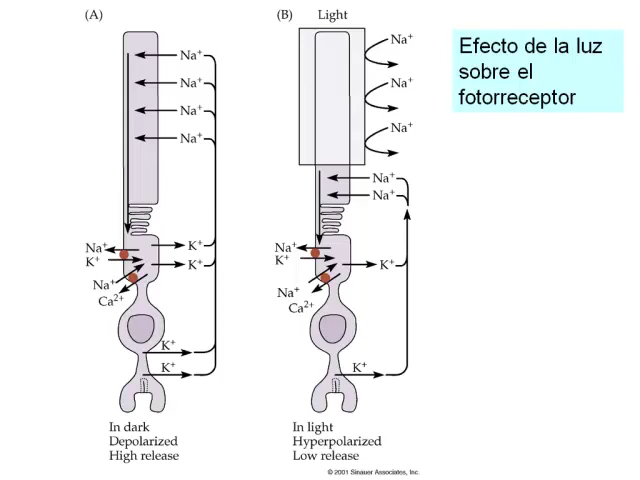 (A)
(B)
Light
Na⁺
Na⁺
Na⁺
Na⁺
Na⁺
Na⁺
Na⁺
Na⁺
Na⁺
Na⁺
K⁺
K⁺
K⁺
Na⁺
Ca²⁺
K⁺
K⁺
Na⁺
K⁺
K⁺
Na⁺
Ca²⁺
K⁺
In dark
Depolarized
High release
In light
Hyperpolarized
Low release
© 2001 Sinauer Associates, Inc.
Efecto de la luz
sobre el
fotorreceptor